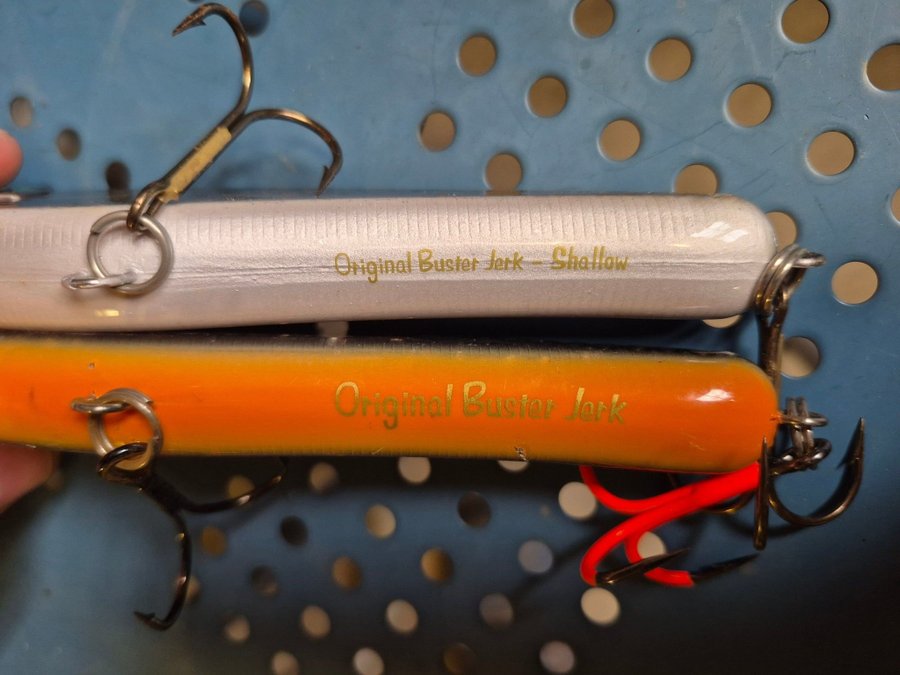 Original Buster Jerk - Shallow
Original Buster Jerk